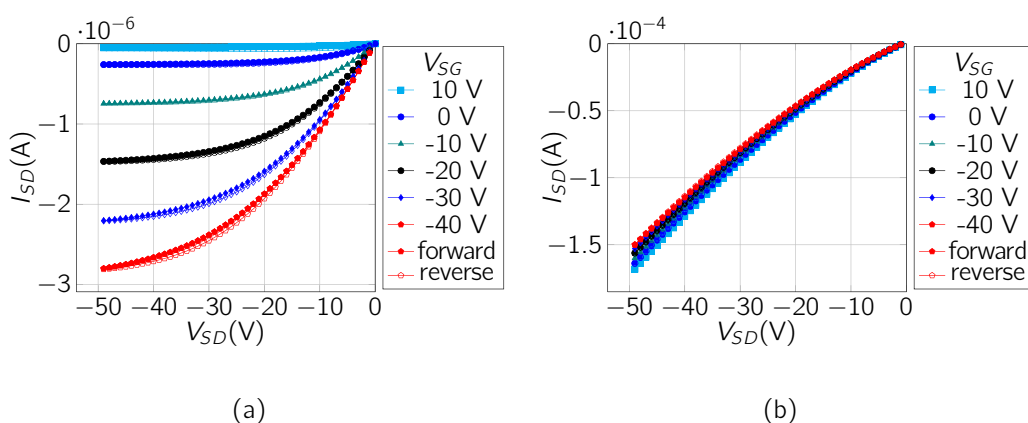 ·10⁻⁶
0
−1
−2
−3
I_SD(A)
−50 −40 −30 −20 −10 0
V_SD(V)
V_SG
10 V
0 V
-10 V
-20 V
-30 V
-40 V
forward
reverse
(a)
·10⁻⁴
0
−0.5
−1
−1.5
I_SD(A)
−50 −40 −30 −20 −10 0
V_SD(V)
V_SG
10 V
0 V
-10 V
-20 V
-30 V
-40 V
forward
reverse
(b)